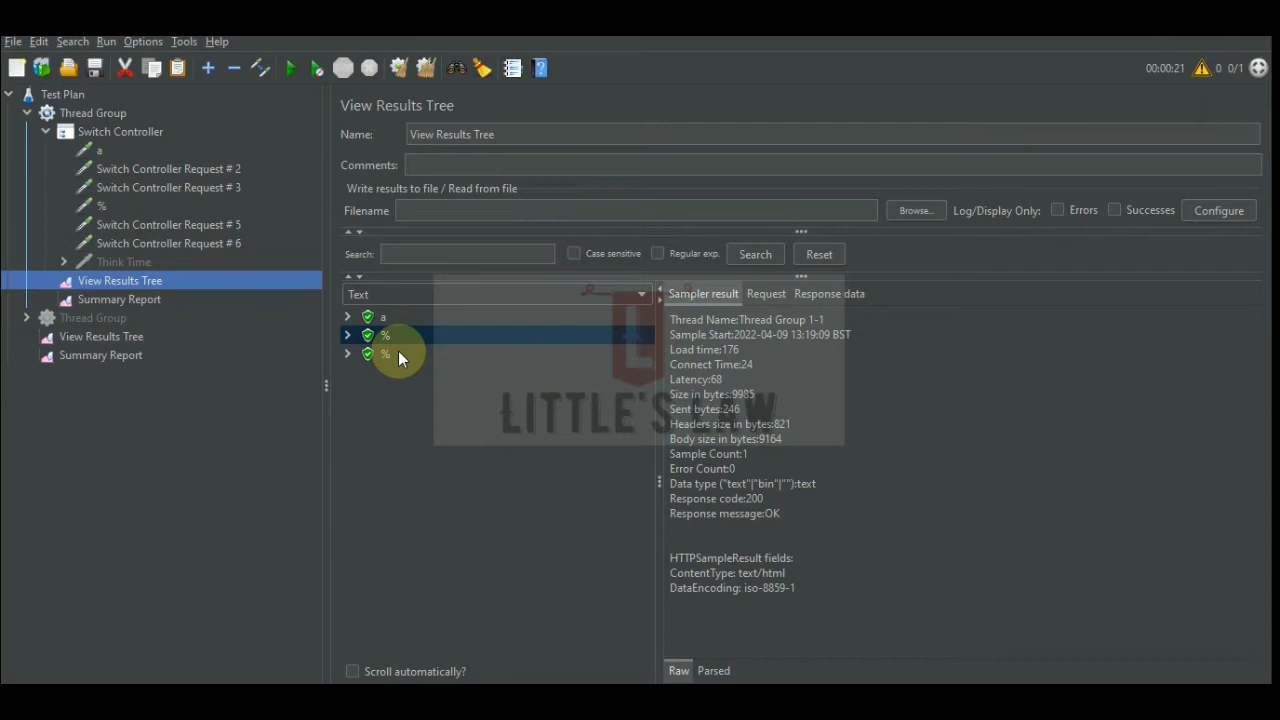 File Edit Search Run Options Tools Help
00:00:21 0 0/1
Test Plan
Thread Group
Switch Controller
a
Switch Controller Request # 2
Switch Controller Request # 3
%
Switch Controller Request # 5
Switch Controller Request # 6
Think Time
View Results Tree
Summary Report
Thread Group
View Results Tree
Summary Report
View Results Tree
Name: View Results Tree
Comments:
Write results to file / Read from file
Filename Browse... Log/Display Only: Errors Successes Configure
Search: Case sensitive Regular exp. Search Reset
Text
a
%
%
Scroll automatically?
Sampler result Request Response data
Thread Name:Thread Group 1-1
Sample Start:2022-04-09 13:19:09 BST
Load time:176
Connect Time:24
Latency:68
Size in bytes:9985
Sent bytes:246
Headers size in bytes:821
Body size in bytes:9164
Sample Count:1
Error Count:0
Data type ("text"|"bin"|""):text
Response code:200
Response message:OK
HTTPSampleResult fields:
ContentType: text/html
DataEncoding: iso-8859-1
Raw Parsed
LITTLE'S LAW